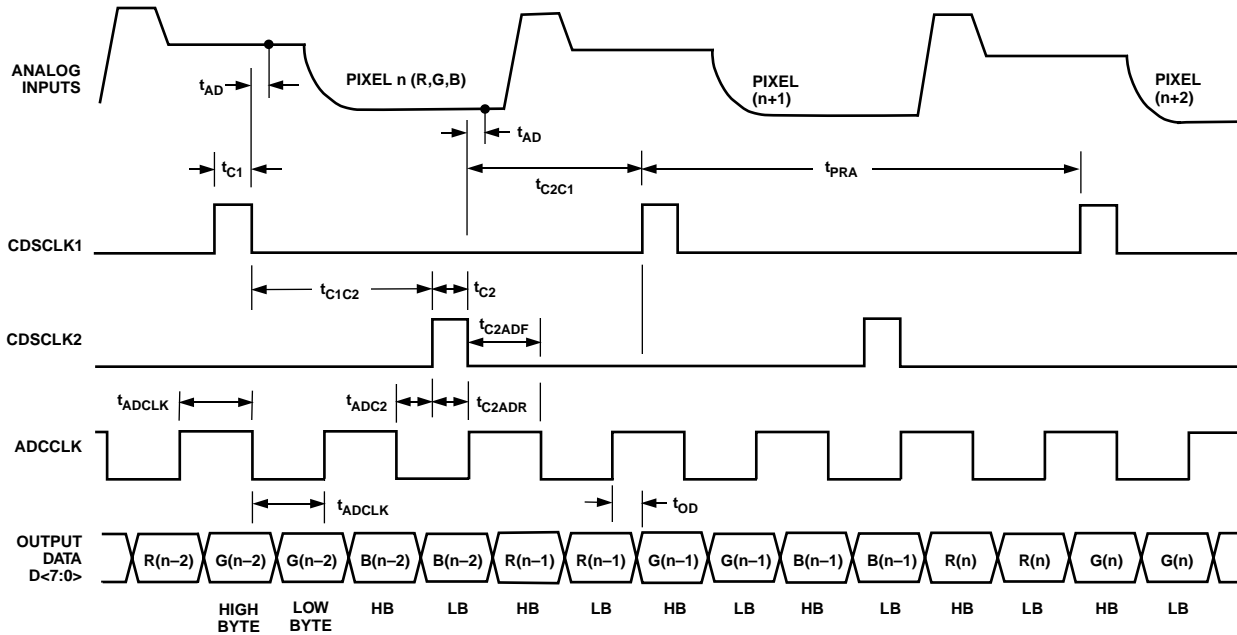 ANALOG
INPUTS
tAD
PIXEL n (R,G,B)
PIXEL
(n+1)
PIXEL
(n+2)
tAD
tC1
tC2C1
tPRA
CDSCLK1
tC1C2
tC2
CDSCLK2
tC2ADF
tADCLK
tADC2
tC2ADR
ADCCLK
tADCLK
tOD
OUTPUT
DATA
D<7:0>
R(n–2) G(n–2) G(n–2) B(n–2) B(n–2) R(n–1) R(n–1) G(n–1) G(n–1) B(n–1) B(n–1) R(n) R(n) G(n) G(n)
HIGH
BYTE
LOW
BYTE
HB LB HB LB HB LB HB LB HB LB HB LB